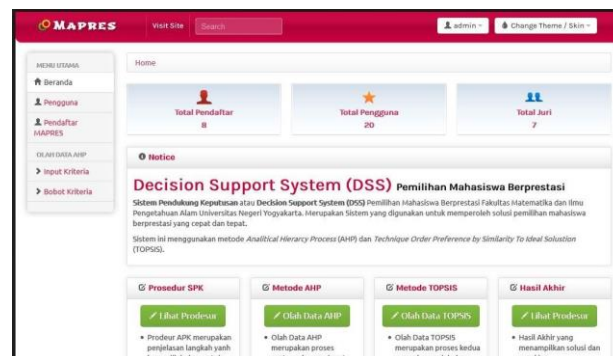 MAPRES
Visit Site
Search
admin
Change Theme / Skin
MENU UTAMA
Beranda
Pengguna
Pendaftar
MAPRES
OLAH DATA AHP
Input Kriteria
Bobot Kriteria
Home
Total Pendaftar
8
Total Pengguna
20
Total Juri
7
Notice
Decision Support System (DSS) Pemilihan Mahasiswa Berprestasi
Sistem Pendukung Keputusan atau Decision Support System (DSS) Pemilihan Mahasiswa Berprestasi Fakultas Matematika dan Ilmu
Pengetahuan Alam Universitas Negeri Yogyakarta. Merupakan Sistem yang digunakan untuk memperoleh solusi pemilihan mahasiswa
berprestasi yang cepat dan tepat.
Sistem ini menggunakan metode Analitical Hierarcy Process (AHP) dan Technique Order Preference by Similarity To Ideal Solustion
(TOPSIS).
Prosedur SPK
Lihat Prodesur
• Prodeur APK merupakan
penjelasan langkah yanh
Metode AHP
Olah Data AHP
• Olah Data AHP
merupakan proses
Metode TOPSIS
Olah Data TOPSIS
• Olah Data TOPSIS
merupakan proses kedua
Hasil Akhir
Lihat Prodesur
• Hasil Akhir yang
menampilkan solusi dan